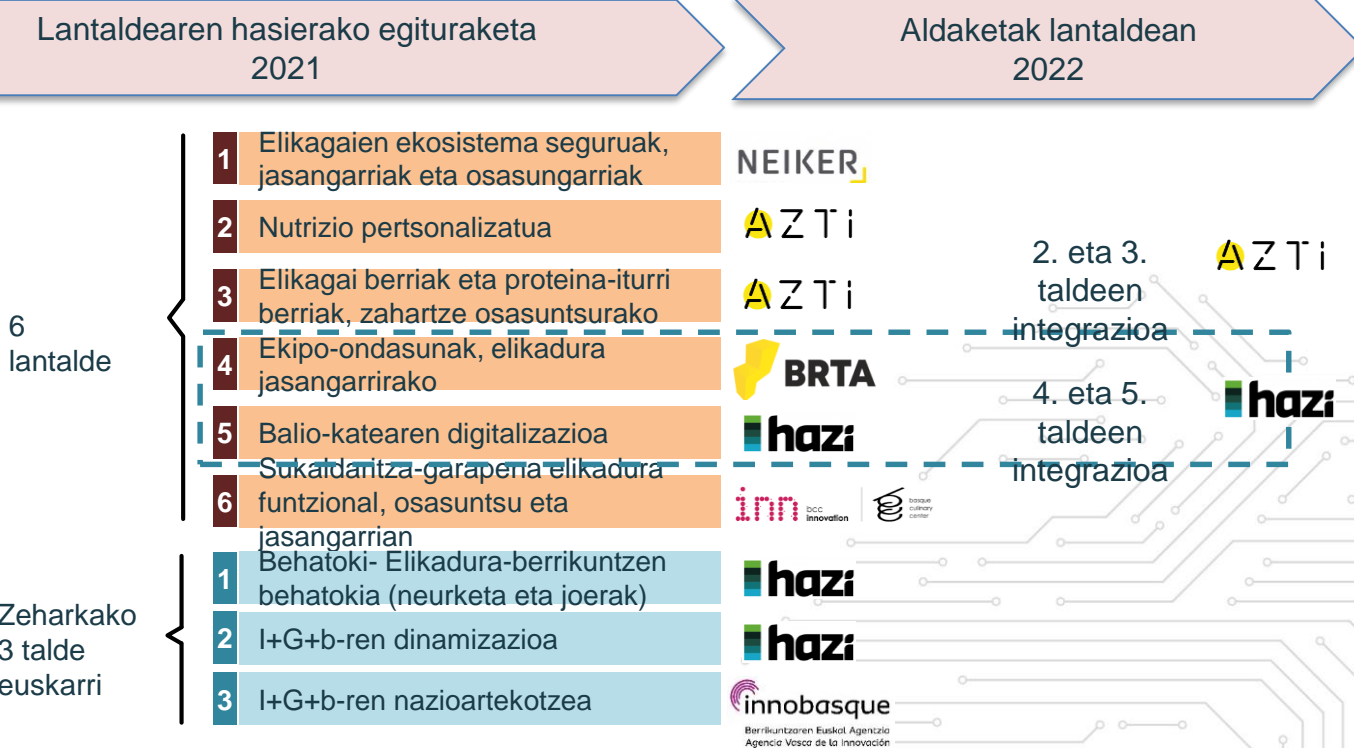 Lantaldearen hasierako egituraketa
2021
Aldaketak lantaldean
2022
6
lantalde
1
Elikagaien ekosistema seguruak,
jasangarriak eta osasungarriak
NEIKER
2
Nutrizio pertsonalizatua
AZTi
3
Elikagai berriak eta proteina-iturri
berriak, zahartze osasuntsurako
AZTi
2. eta 3.
taldeen
integrazioa
AZTi
4
Ekipo-ondasunak, elikadura
jasangarrirako
BRTA
5
Balio-katearen digitalizazioa
hazi
4. eta 5.
taldeen
integrazioa
hazi
6
Sukaldaritza-garapena elikadura
funtzional, osasuntsu eta
jasangarrian
inn
bcc
innovation
basque
culinary
center
Zeharkako
3 talde
euskarri
1
Behatoki- Elikadura-berrikuntzen
behatokia (neurketa eta joerak)
hazi
2
I+G+b-ren dinamizazioa
hazi
3
I+G+b-ren nazioartekotzea
innobasque
Berrikuntzaren Euskal Agentzia
Agencia Vasca de la Innovación